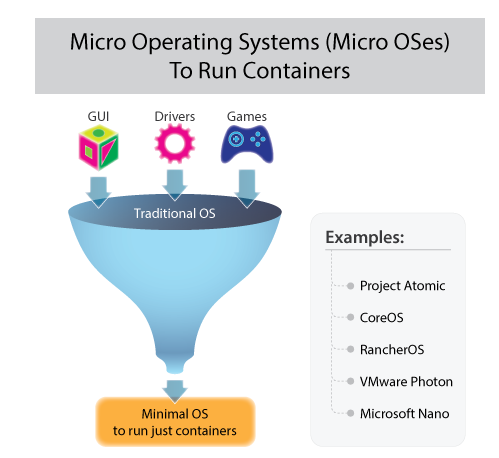 Micro Operating Systems (Micro OSes)
To Run Containers
GUI
Drivers
Games
Traditional OS
Minimal OS
to run just containers
Examples:
Project Atomic
CoreOS
RancherOS
VMware Photon
Microsoft Nano